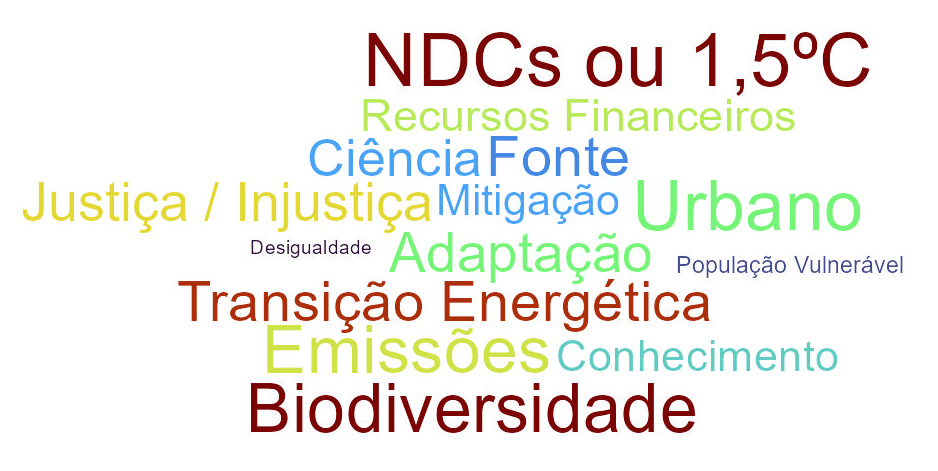 NDCs ou 1,5ºC
Recursos Financeiros
Ciência Fonte
Justiça / Injustiça Mitigação Urbano
Desigualdade Adaptação População Vulnerável
Transição Energética
Emissões Conhecimento
Biodiversidade